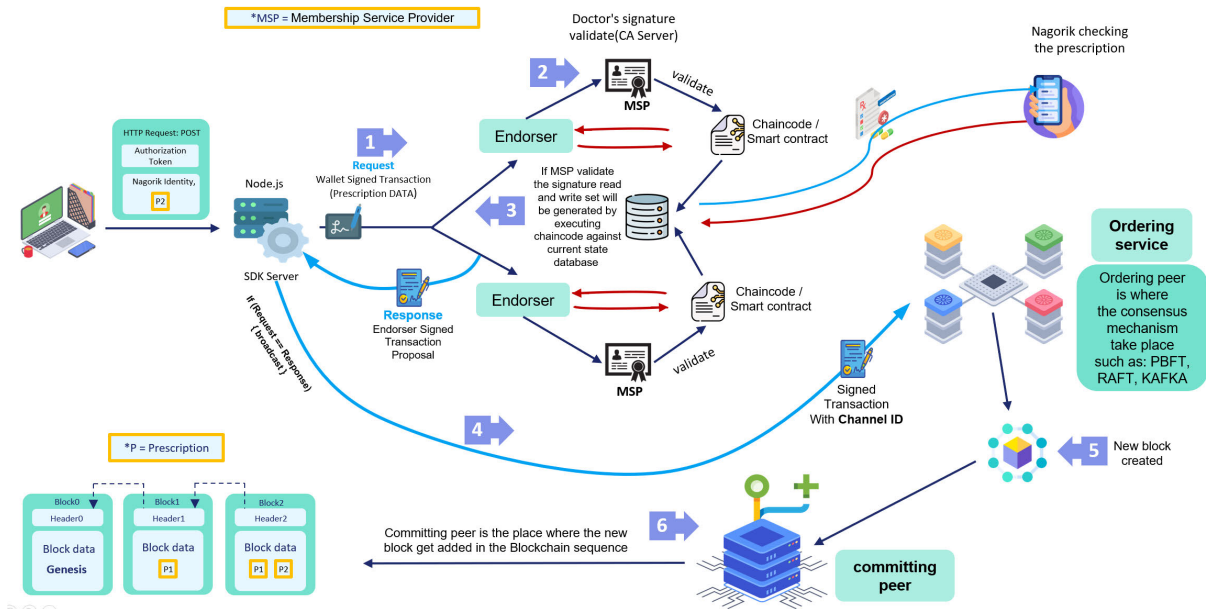 *MSP = Membership Service Provider
Doctor's signature
validate(CA Server)
Nagorik checking
the prescription
2
validate
MSP
HTTP Request: POST
Authorization
Token
Nagorik Identity,
P2
1
Request
Wallet Signed Transaction
(Prescription DATA)
Endorser
Chaincode /
Smart contract
Node.js
SDK Server
3
If MSP validate
the signature read
and write set will
be generated by
executing
chaincode against
current state
database
Ordering
service
Ordering peer
is where
the consensus
mechanism
take place
such as: PBFT,
RAFT, KAFKA
Response
Endorser Signed
Transaction
Proposal
Endorser
Chaincode /
Smart contract
validate
MSP
If (Request == Response)
{ broadcast }
4
Signed
Transaction
With Channel ID
5
New block
created
*P = Prescription
Block0
Header0
Block data
Genesis
Block1
Header1
Block data
P1
Block2
Header2
Block data
P1 P2
Committing peer is the place where the new
block get added in the Blockchain sequence
6
committing
peer